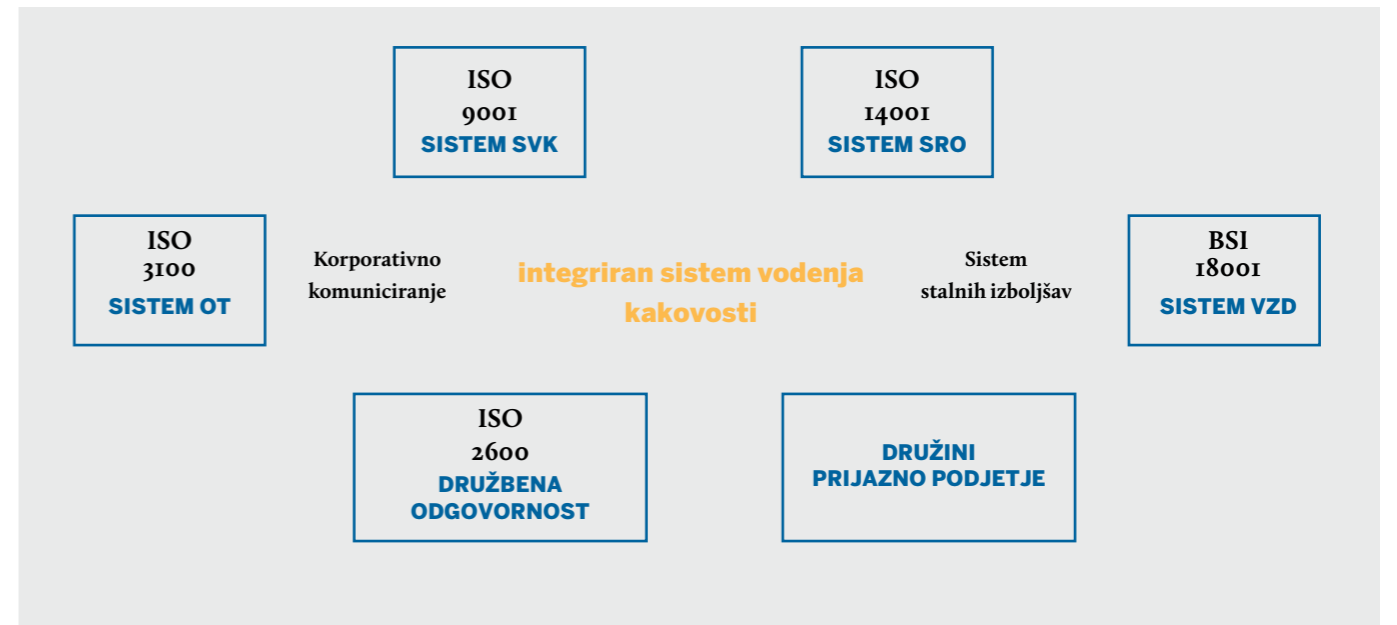 ISO
9001
SISTEM SVK
ISO
14001
SISTEM SRO
ISO
3100
SISTEM OT
Korporativno
komuniciranje
integriran sistem vodenja
kakovosti
Sistem
stalnih izboljšav
BSI
18001
SISTEM VZD
ISO
2600
DRUŽBENA
ODGOVORNOST
DRUŽINI
PRIJAZNO PODJETJE